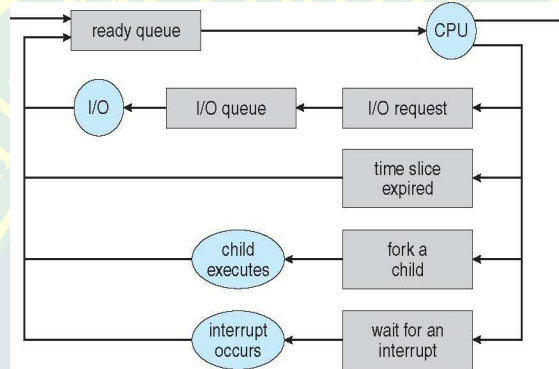 ready queue
CPU
I/O
I/O queue
I/O request
time slice
expired
child
executes
fork a
child
interrupt
occurs
wait for an
interrupt